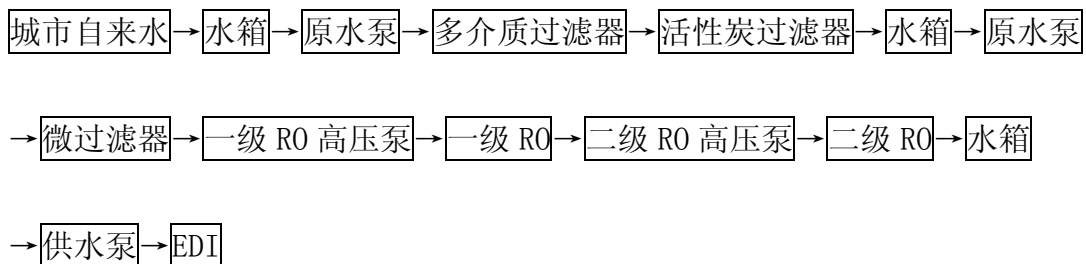 城市自来水→水箱→原水泵→多介质过滤器→活性炭过滤器→水箱→原水泵
→微过滤器→一级 RO 高压泵→一级 RO→二级 RO 高压泵→二级 RO→水箱
→供水泵→EDI